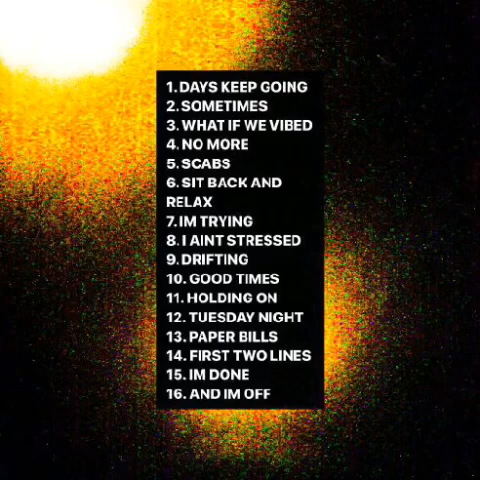 1. DAYS KEEP GOING
2. SOMETIMES
3. WHAT IF WE VIBED
4. NO MORE
5. SCABS
6. SIT BACK AND
RELAX
7. IM TRYING
8. I AINT STRESSED
9. DRIFTING
10. GOOD TIMES
11. HOLDING ON
12. TUESDAY NIGHT
13. PAPER BILLS
14. FIRST TWO LINES
15. IM DONE
16. AND IM OFF